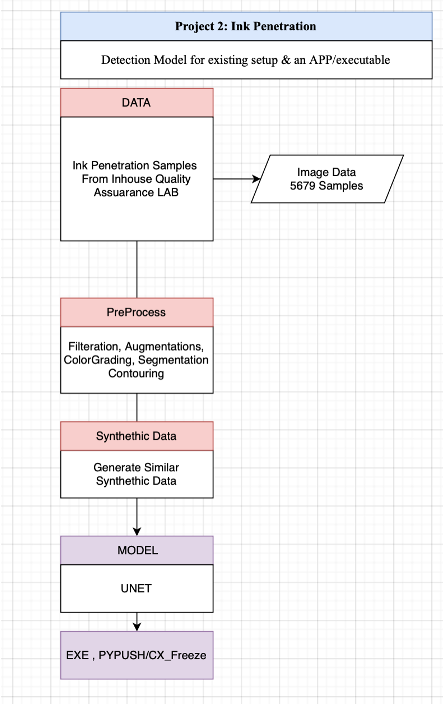 Project 2: Ink Penetration
Detection Model for existing setup & an APP/executable
DATA
Ink Penetration Samples
From Inhouse Quality
Assuarance LAB
Image Data
5679 Samples
PreProcess
Filteration, Augmentations,
ColorGrading, Segmentation
Contouring
Synthethic Data
Generate Similar
Synthethic Data
MODEL
UNET
EXE , PYPUSH/CX_Freeze